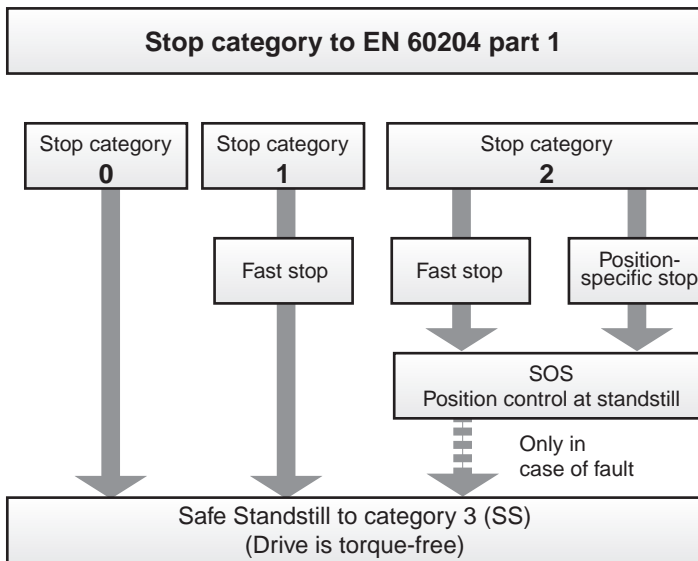 Stop category to EN 60204 part 1
Stop category
0
Stop category
1
Stop category
2
Fast stop
Fast stop
Position-
specific stop
SOS
Position control at standstill
Only in
case of fault
Safe Standstill to category 3 (SS)
(Drive is torque-free)